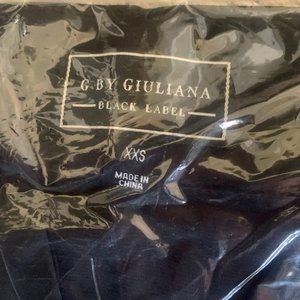 G BY GIULIANA
BLACK LABEL
XXS
MADE IN
CHINA